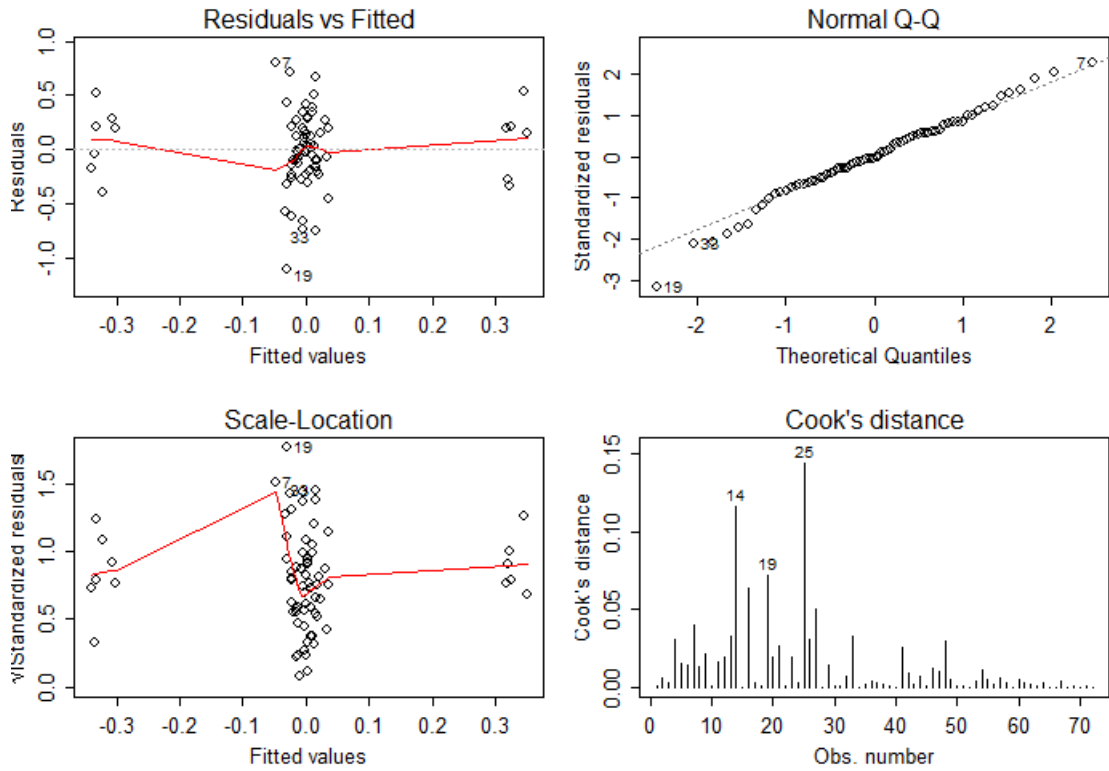 Residuals vs Fitted
Residuals
1.0
0.5
0.0
-0.5
-1.0
7
33
19
-0.3 -0.2 -0.1 0.0 0.1 0.2 0.3
Fitted values
Normal Q-Q
Standardized residuals
2
1
0
-1
-2
-3
7
33
19
-2 -1 0 1 2
Theoretical Quantiles
Scale-Location
√|Standardized residuals|
1.5
1.0
0.5
0.0
19
7
33
-0.3 -0.2 -0.1 0.0 0.1 0.2 0.3
Fitted values
Cook's distance
Cook's distance
0.15
0.10
0.05
0.00
25
14
19
0 10 20 30 40 50 60 70
Obs. number